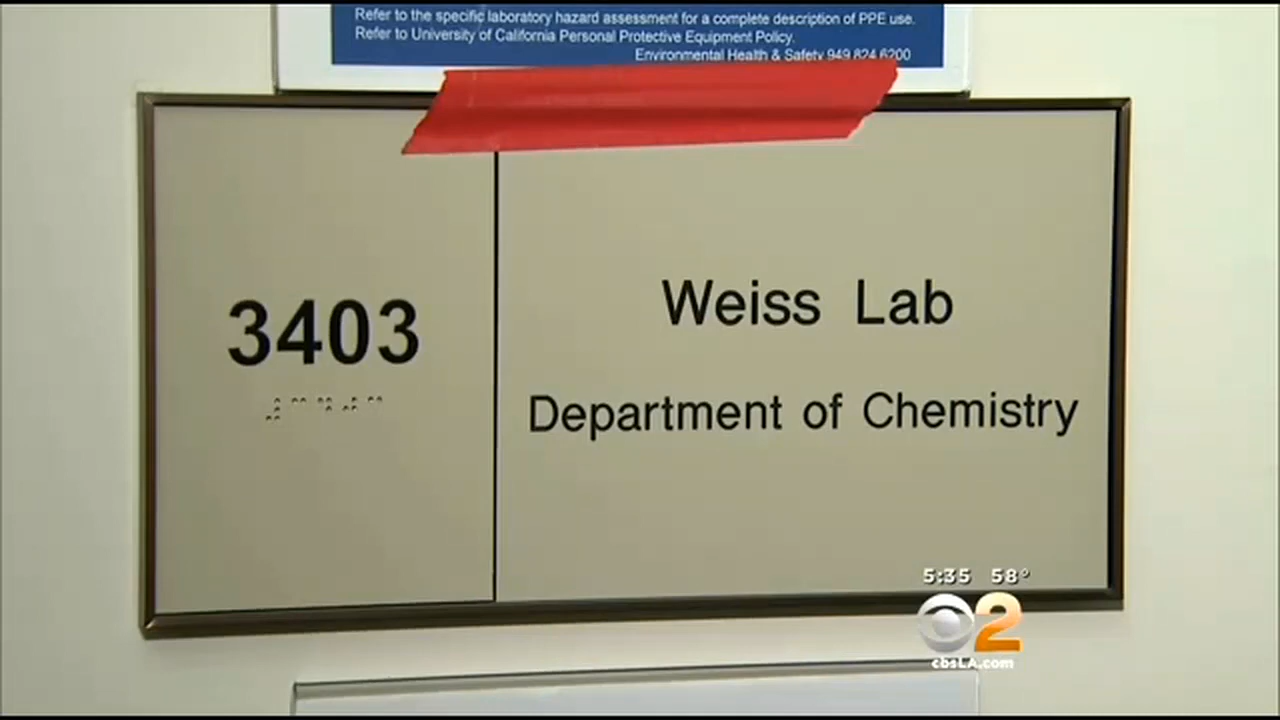 Refer to the specific laboratory hazard assessment for a complete description of PPE use.
Refer to University of California Personal Protective Equipment Policy.
Environmental Health & Safety 949 824 6200
3403
Weiss Lab
Department of Chemistry
5:35 58°
2
cbsLA.com